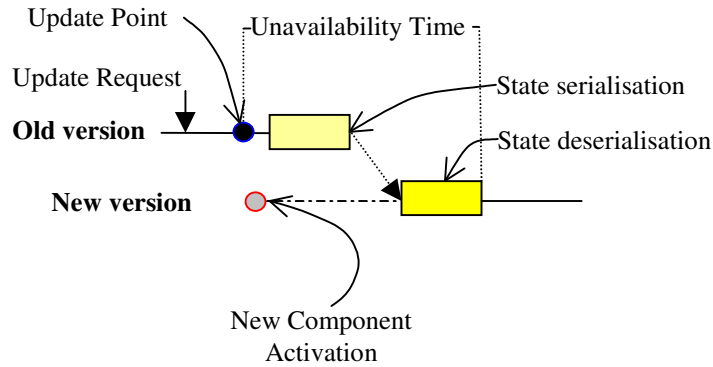 Update Point
Unavailability Time
Update Request
State serialisation
Old version
State deserialisation
New version
New Component
Activation